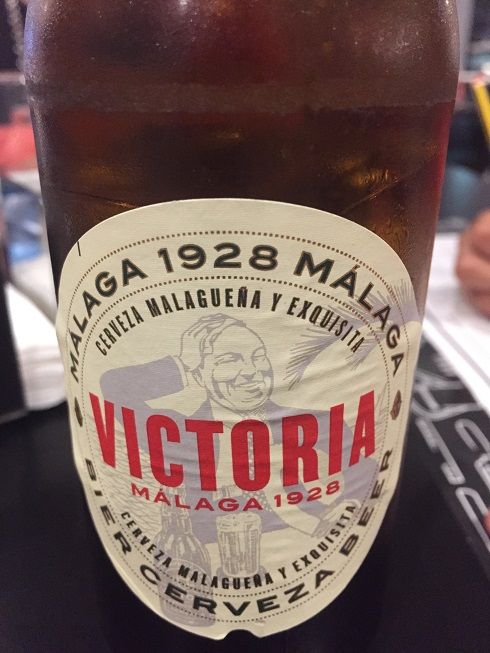 MÁLAGA 1928 MÁLAGA
CERVEZA MALAGUEÑA Y EXQUISITA
VICTORIA
MÁLAGA 1928
CERVEZA MALAGUEÑA Y EXQUISITA
BIER CERVEZA BEER